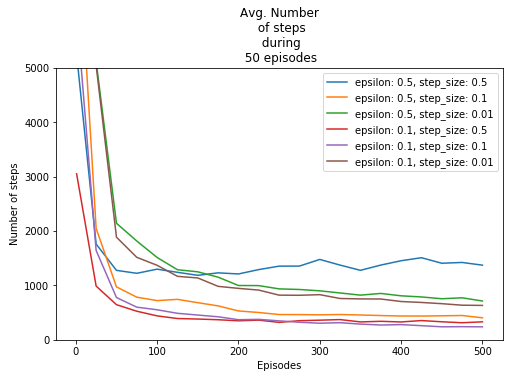 Avg. Number
of steps
during
50 episodes
5000
4000
3000
2000
1000
0
Number of steps
epsilon: 0.5, step_size: 0.5
epsilon: 0.5, step_size: 0.1
epsilon: 0.5, step_size: 0.01
epsilon: 0.1, step_size: 0.5
epsilon: 0.1, step_size: 0.1
epsilon: 0.1, step_size: 0.01
0 100 200 300 400 500
Episodes